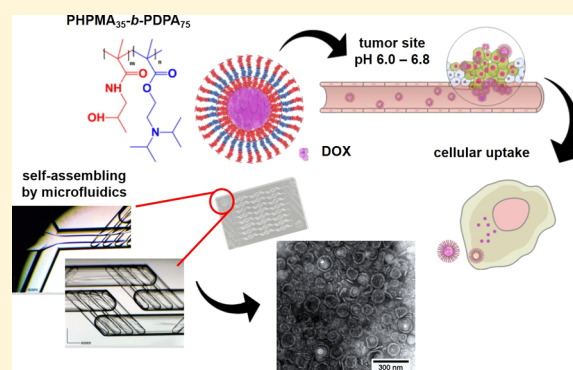 PHPMA35-b-PDPA75
m
n
O
O
NH
O
OH
N
tumor site
pH 6.0 – 6.8
DOX
cellular uptake
self-assembling
by microfluidics
300 nm